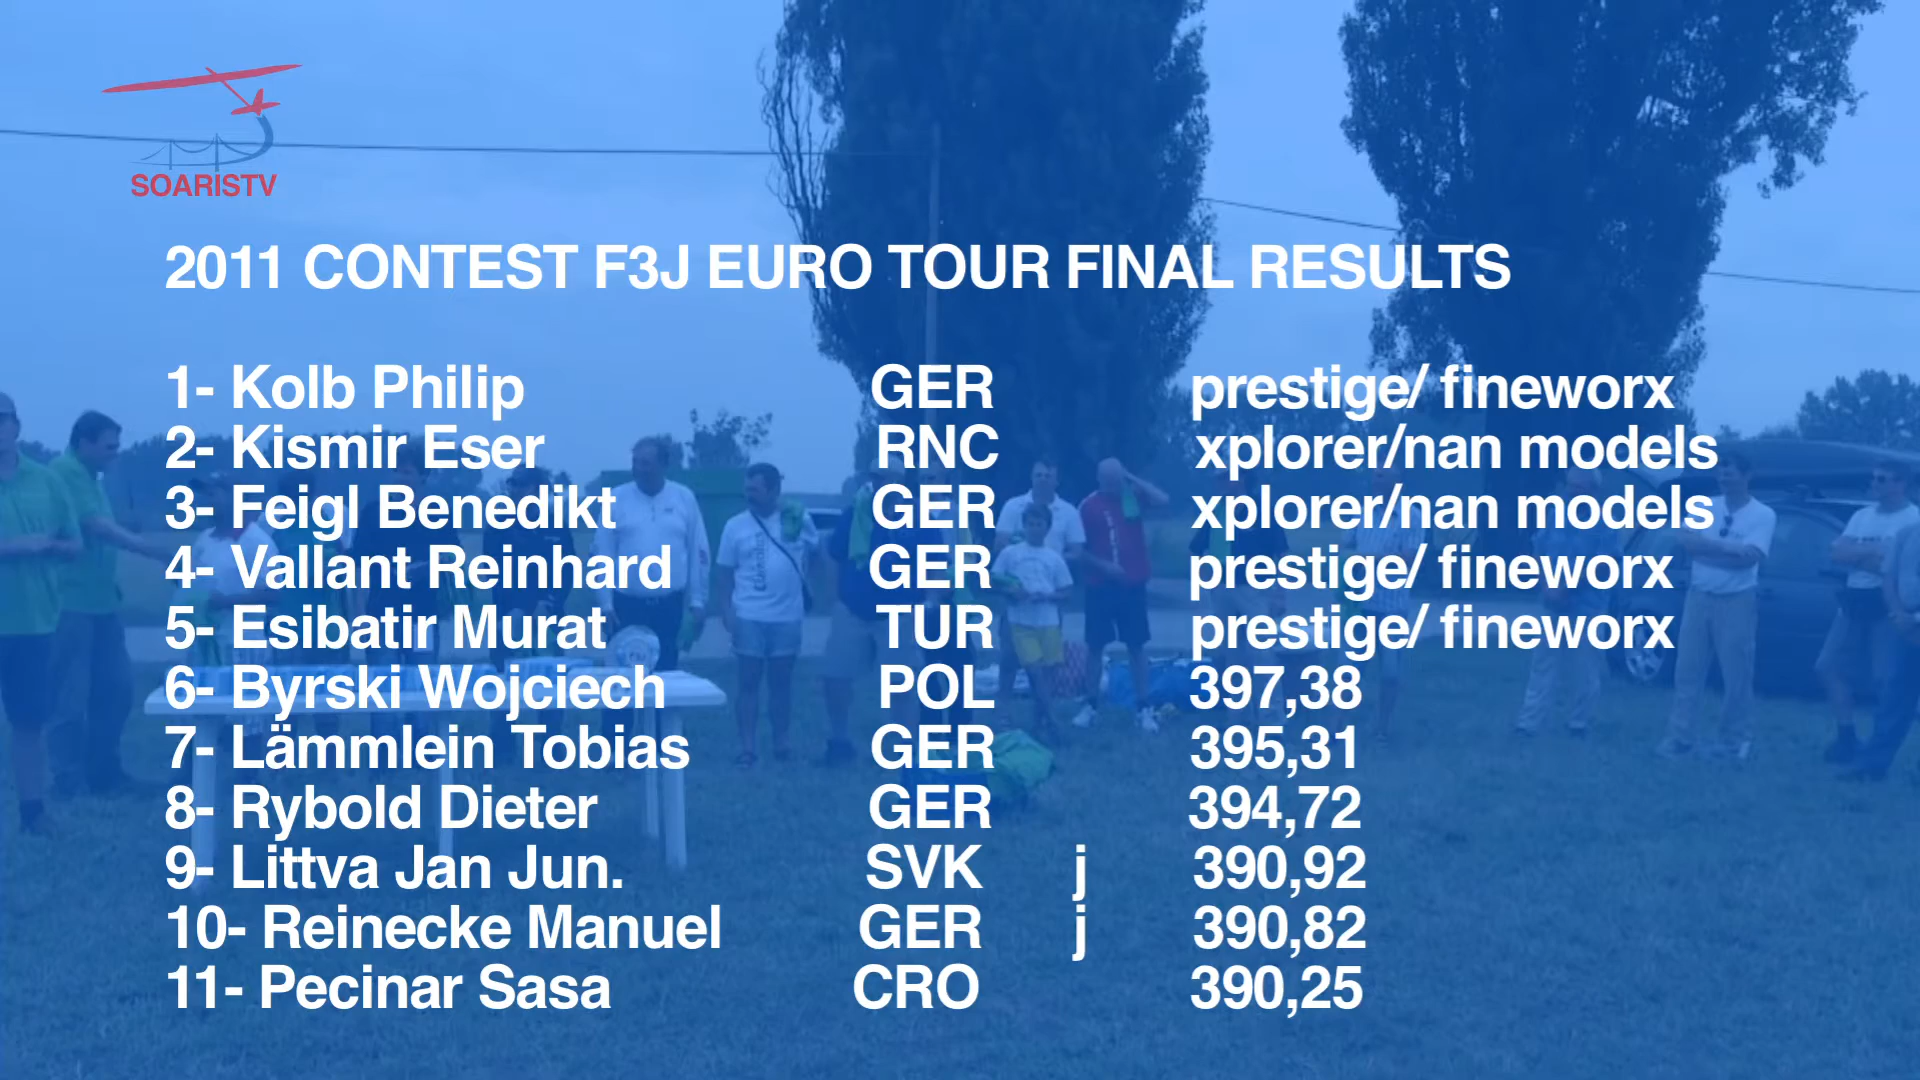 SOARISTV
2011 CONTEST F3J EURO TOUR FINAL RESULTS
1- Kolb Philip GER prestige/ fineworx
2- Kismir Eser RNC xplorer/nan models
3- Feigl Benedikt GER xplorer/nan models
4- Vallant Reinhard GER prestige/ fineworx
5- Esibatir Murat TUR prestige/ fineworx
6- Byrski Wojciech POL 397,38
7- Lämmlein Tobias GER 395,31
8- Rybold Dieter GER 394,72
9- Littva Jan Jun. SVK j 390,92
10- Reinecke Manuel GER j 390,82
11- Pecinar Sasa CRO 390,25